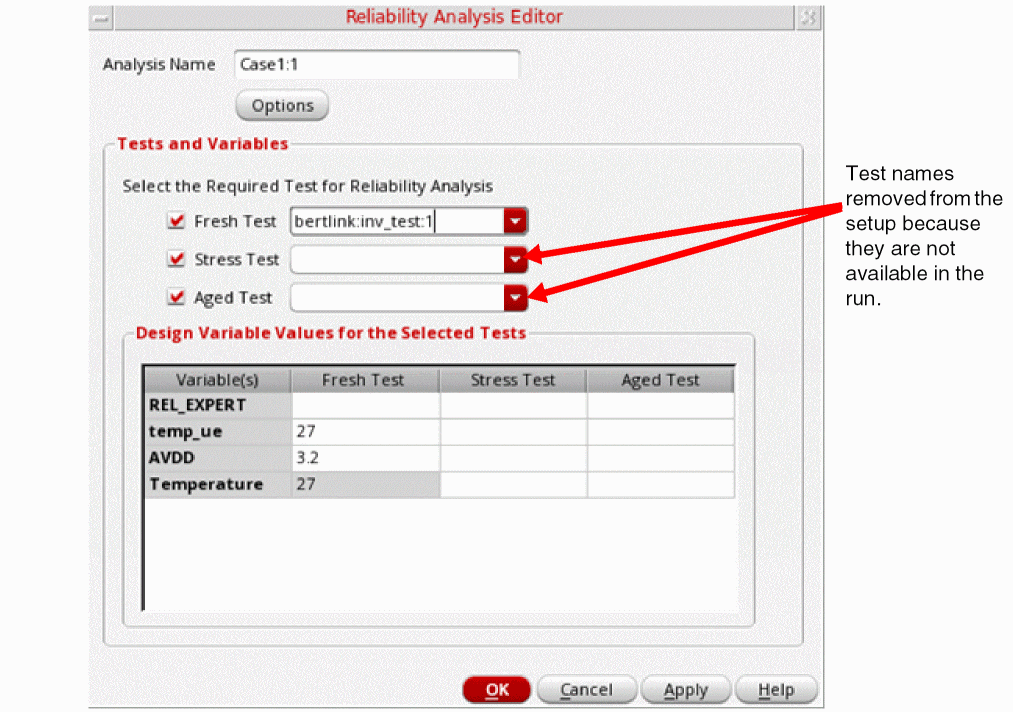 Reliability Analysis Editor
Analysis Name Case1:1
Options
Tests and Variables
Select the Required Test for Reliability Analysis
Fresh Test bertlink:inv_test:1
Stress Test
Aged Test
Design Variable Values for the Selected Tests
Variable(s) Fresh Test Stress Test Aged Test
REL_EXPERT
temp_ue 27
AVDD 3.2
Temperature 27
OK Cancel Apply Help
Test names
removed from the
setup because
they are not
available in the
run.